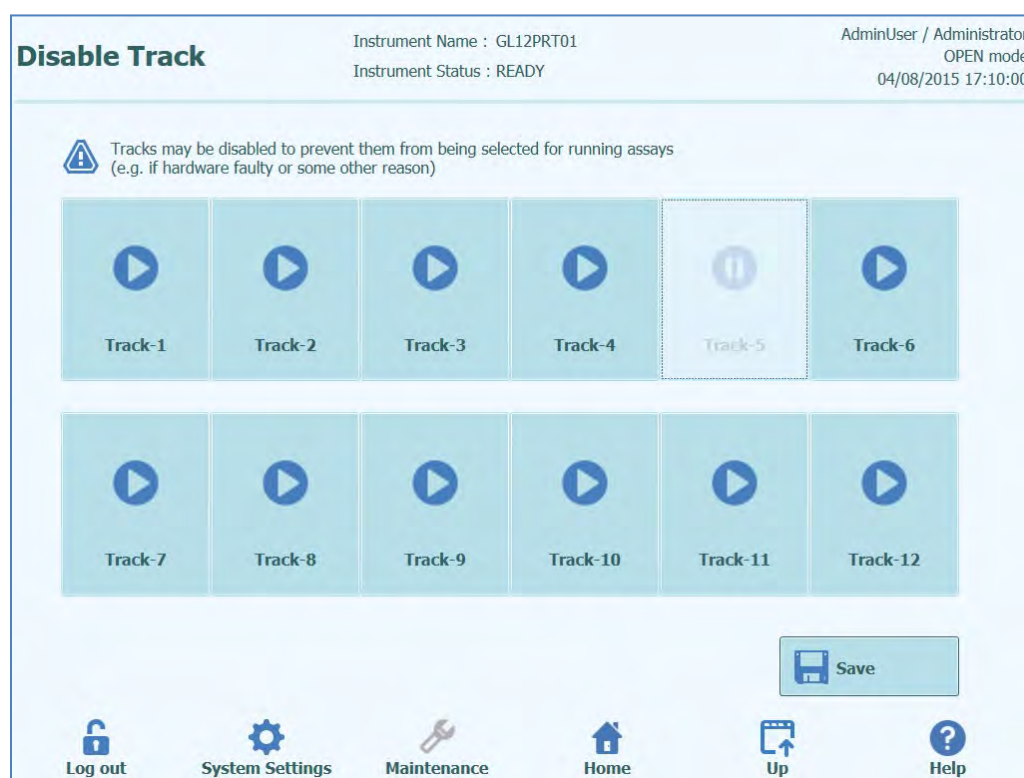 Disable Track
Instrument Name : GL12PRT01
Instrument Status : READY
AdminUser / Administrator
OPEN mode
04/08/2015 17:10:00
Tracks may be disabled to prevent them from being selected for running assays
(e.g. if hardware faulty or some other reason)
Track-1 Track-2 Track-3 Track-4 Track-5 Track-6
Track-7 Track-8 Track-9 Track-10 Track-11 Track-12
Save
Log out System Settings Maintenance Home Up Help